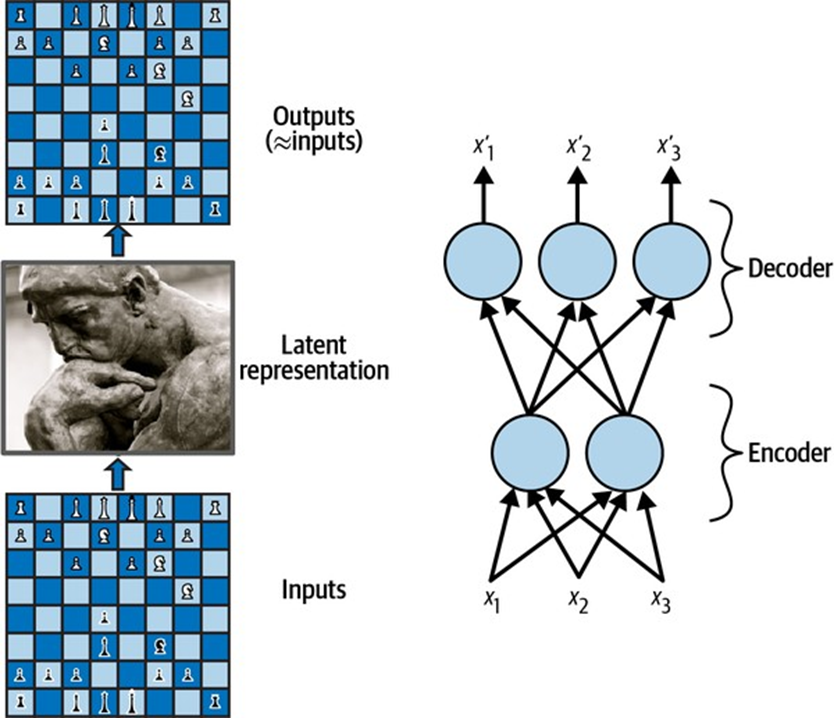 Outputs
(≈inputs)
x′1 x′2 x′3
Decoder
Latent
representation
Encoder
Inputs
x1 x2 x3